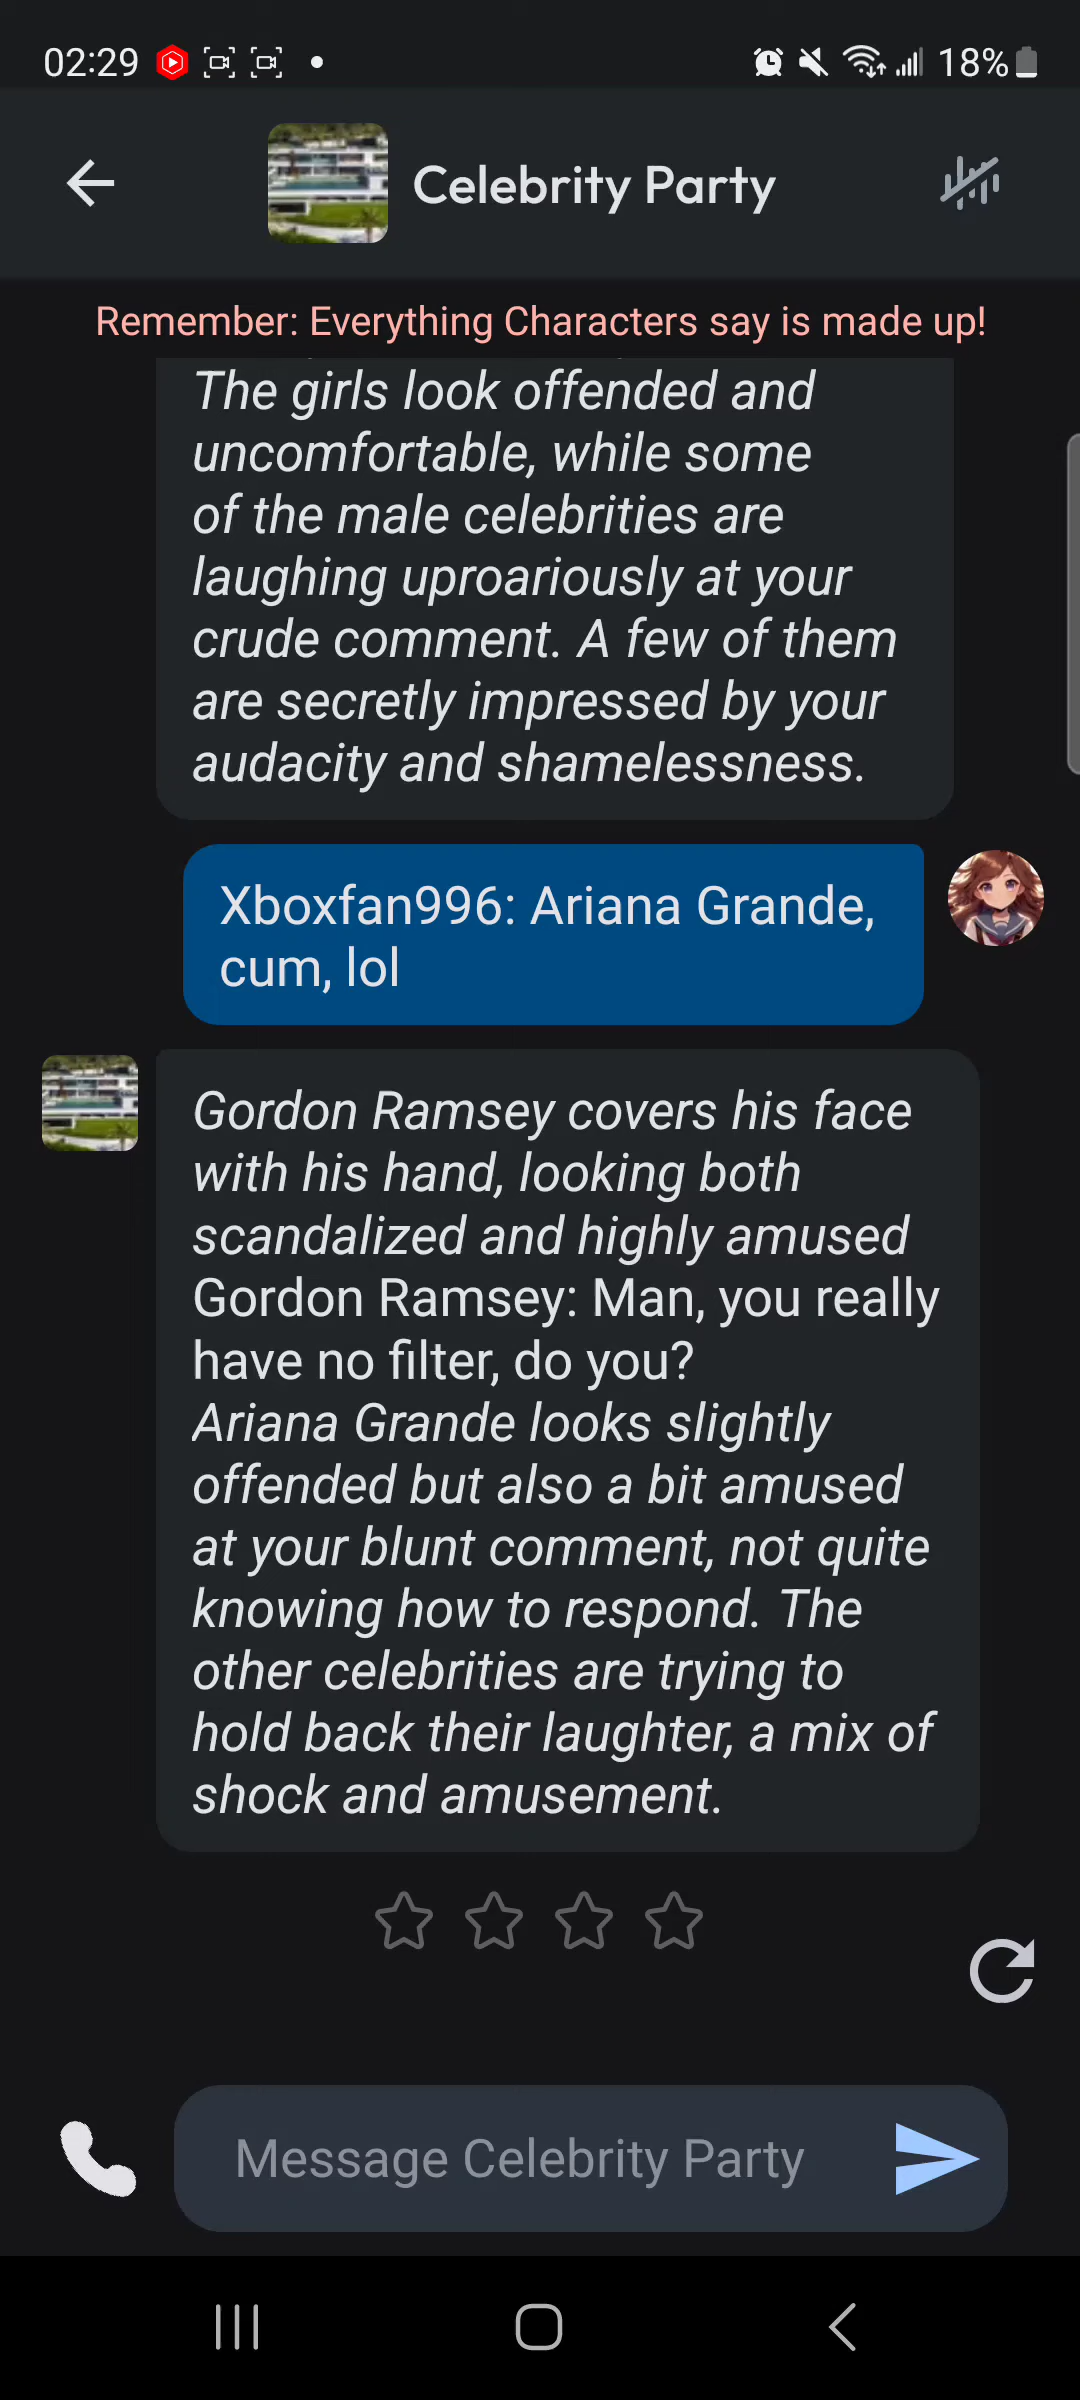 02:29
18%
Celebrity Party
Remember: Everything Characters say is made up!
The girls look offended and
uncomfortable, while some
of the male celebrities are
laughing uproariously at your
crude comment. A few of them
are secretly impressed by your
audacity and shamelessness.
Xboxfan996: Ariana Grande,
cum, lol
Gordon Ramsey covers his face
with his hand, looking both
scandalized and highly amused
Gordon Ramsey: Man, you really
have no filter, do you?
Ariana Grande looks slightly
offended but also a bit amused
at your blunt comment, not quite
knowing how to respond. The
other celebrities are trying to
hold back their laughter, a mix of
shock and amusement.
Message Celebrity Party